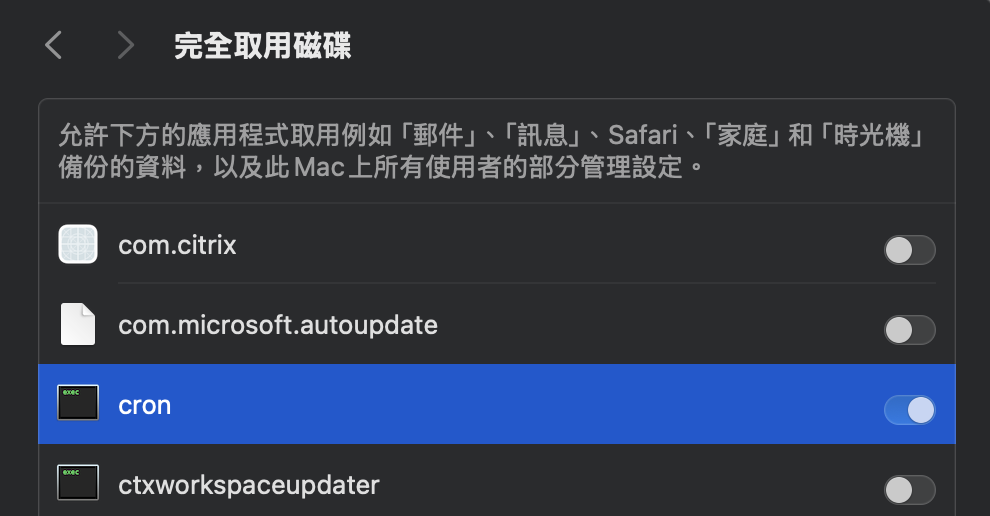 完全取用磁碟
允許下方的應用程式取用例如「郵件」、「訊息」、Safari、「家庭」和「時光機」
備份的資料，以及此 Mac 上所有使用者的部分管理設定。
com.citrix
com.microsoft.autoupdate
exec
cron
exec
ctxworkspaceupdater